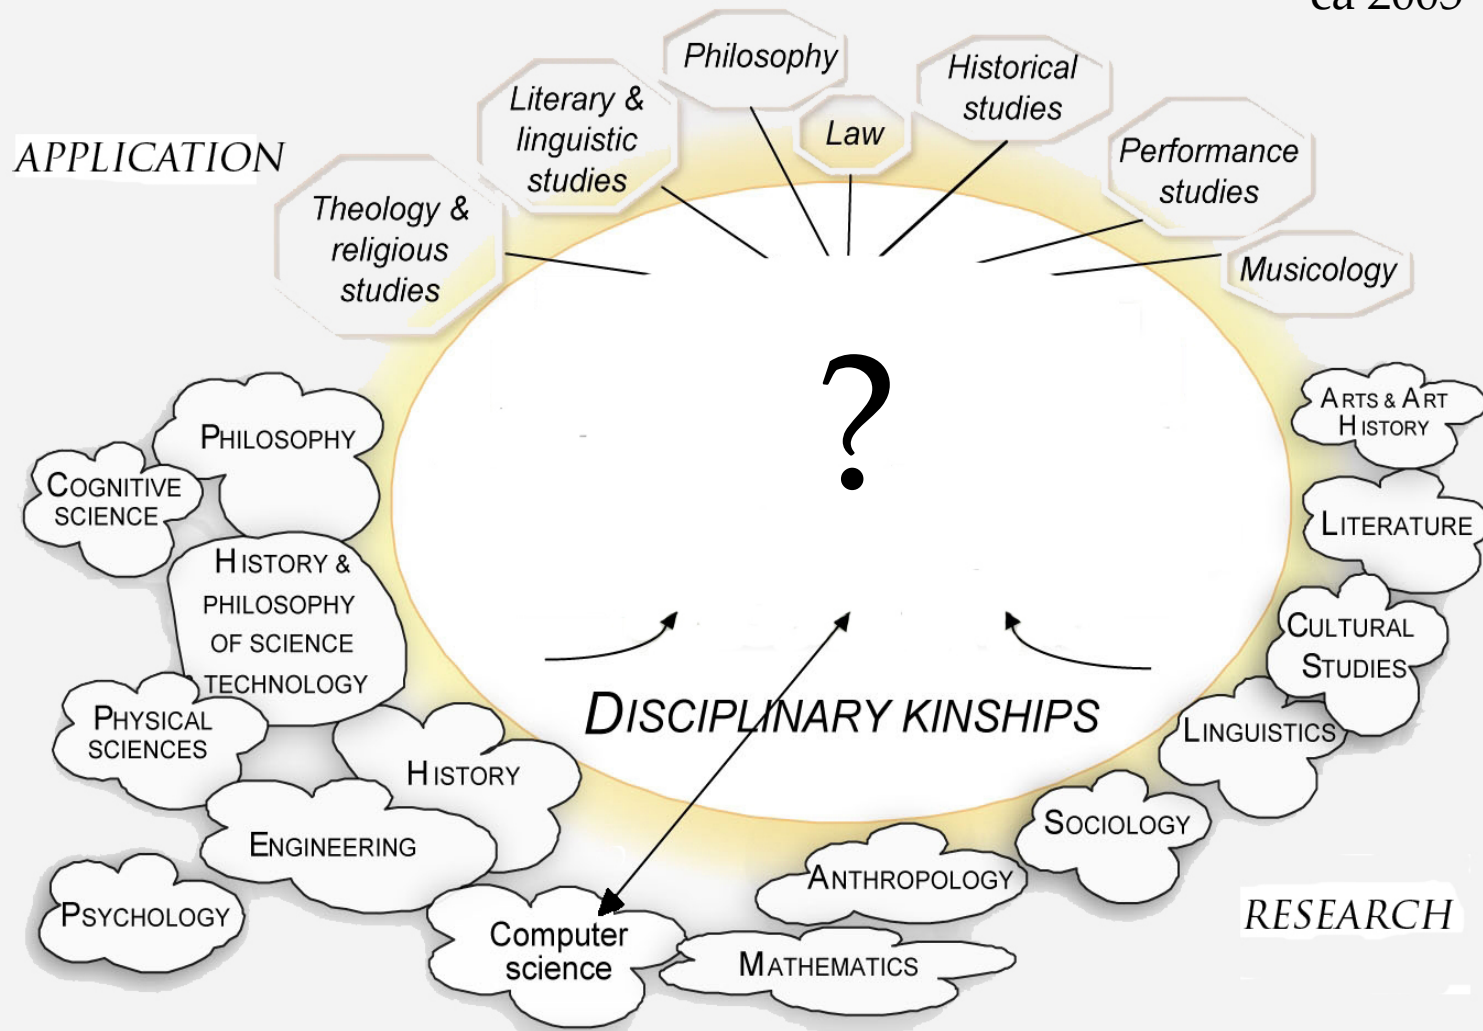 ca 2005
Philosophy
Historical
studies
Literary &
linguistic
studies
Law
APPLICATION
Performance
studies
Theology &
religious
studies
Musicology
?
PHILOSOPHY
ARTS & ART
HISTORY
COGNITIVE
SCIENCE
LITERATURE
HISTORY &
PHILOSOPHY
OF SCIENCE
TECHNOLOGY
CULTURAL
STUDIES
PHYSICAL
SCIENCES
DISCIPLINARY KINSHIPS
LINGUISTICS
HISTORY
SOCIOLOGY
ENGINEERING
ANTHROPOLOGY
PSYCHOLOGY
RESEARCH
Computer
science
MATHEMATICS